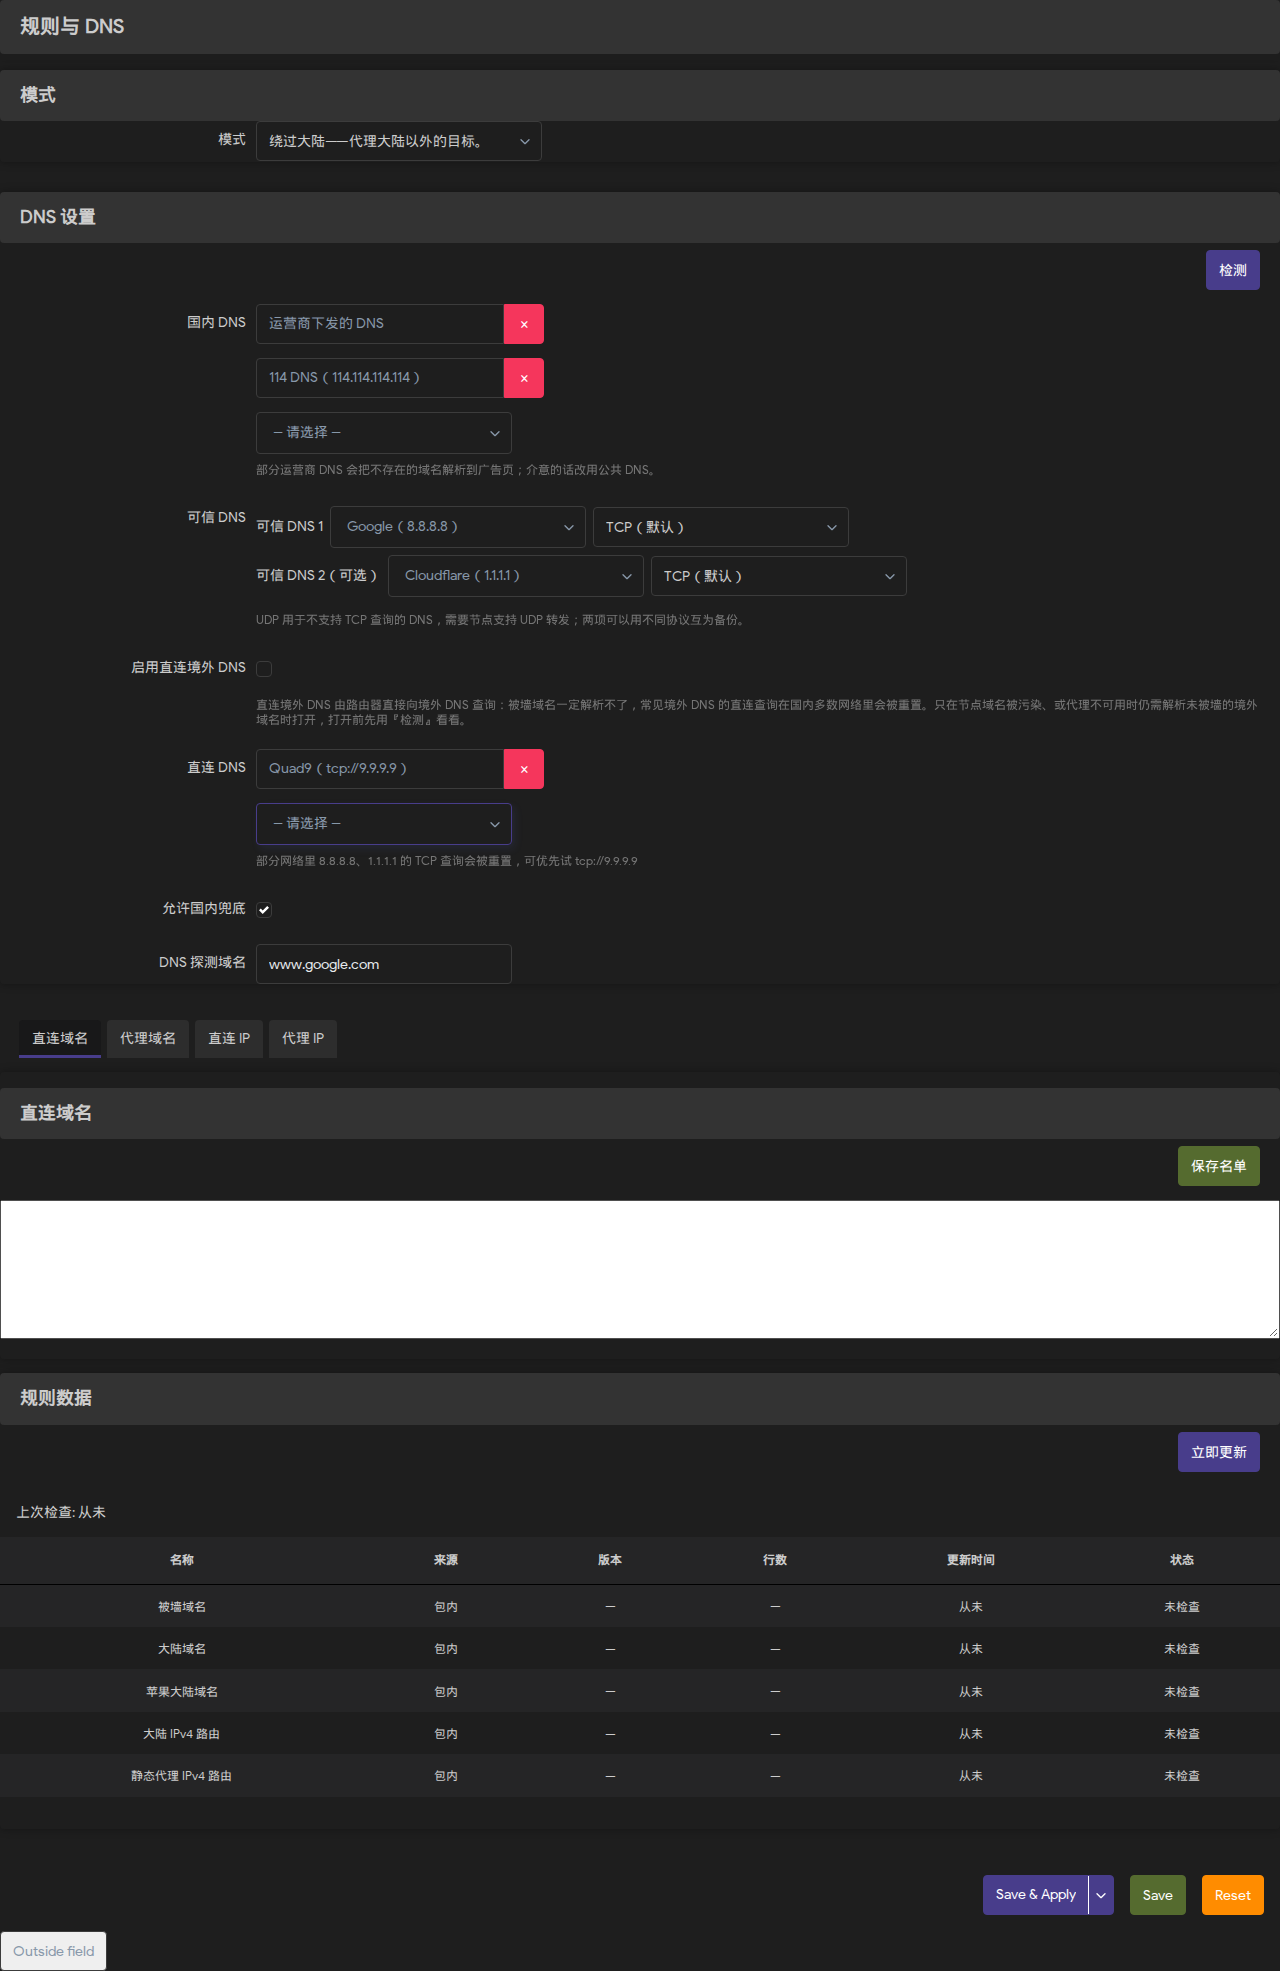 规则与 DNS
模式
模式 绕过大陆——代理大陆以外的目标。
DNS 设置
检测
国内 DNS 运营商下发的 DNS ×
114 DNS（114.114.114.114） ×
-- 请选择 --
部分运营商 DNS 会把不存在的域名解析到广告页；介意的话改用公共 DNS。
可信 DNS 可信 DNS 1 Google（8.8.8.8） TCP（默认）
可信 DNS 2（可选） Cloudflare（1.1.1.1） TCP（默认）
UDP 用于不支持 TCP 查询的 DNS，需要节点支持 UDP 转发；两项可以用不同协议互为备份。
启用直连境外 DNS
直连境外 DNS 由路由器直接向境外 DNS 查询：被墙域名一定解析不了，常见境外 DNS 的直连查询在国内多数网络里会被重置。只在节点域名被污染、或代理不可用时仍需解析未被墙的境外
域名时打开，打开前先用『检测』看看。
直连 DNS Quad9（tcp://9.9.9.9） ×
-- 请选择 --
部分网络里 8.8.8.8、1.1.1.1 的 TCP 查询会被重置，可优先试 tcp://9.9.9.9
允许国内兜底
DNS 探测域名 www.google.com
直连域名 代理域名 直连 IP 代理 IP
直连域名
保存名单
规则数据
立即更新
上次检查: 从未
名称 来源 版本 行数 更新时间 状态
被墙域名 包内 — — 从未 未检查
大陆域名 包内 — — 从未 未检查
苹果大陆域名 包内 — — 从未 未检查
大陆 IPv4 路由 包内 — — 从未 未检查
静态代理 IPv4 路由 包内 — — 从未 未检查
Save & Apply Save Reset
Outside field